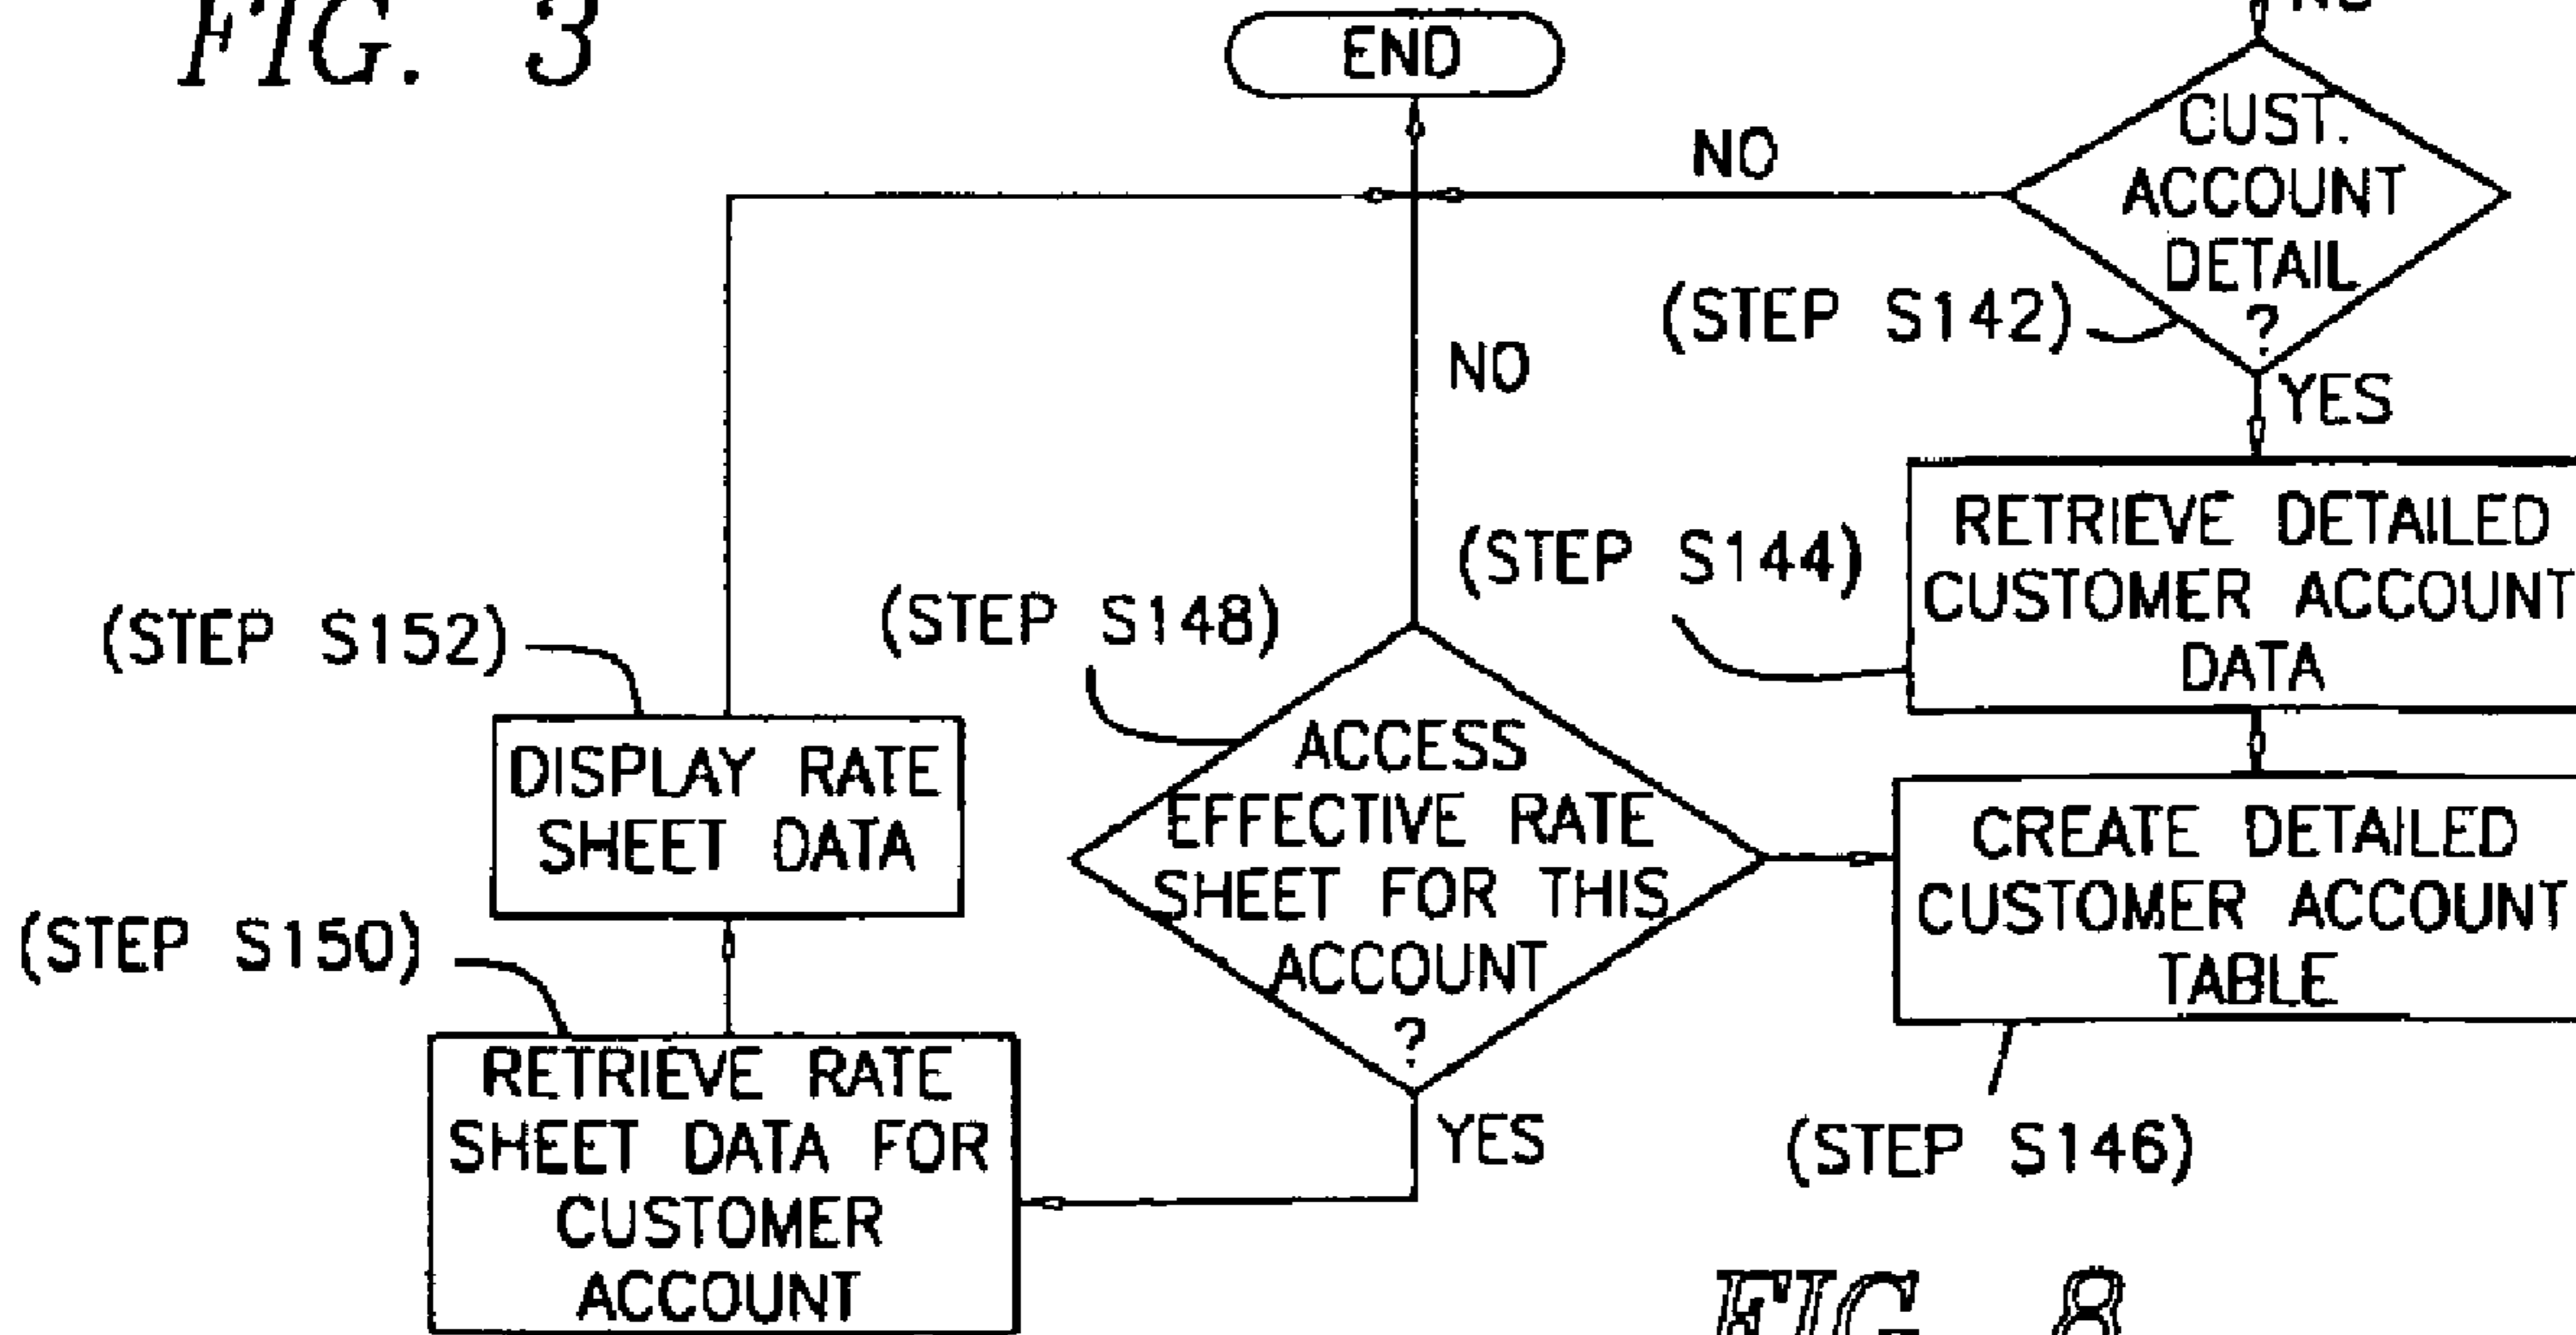 FIG. 3
NO
END
CUST.
ACCOUNT
DETAIL
?
NO
(STEP S142)
YES
NO
RETRIEVE DETAILED
CUSTOMER ACCOUNT
DATA
(STEP S144)
(STEP S148)
(STEP S152)
ACCESS
EFFECTIVE RATE
SHEET FOR THIS
ACCOUNT
?
DISPLAY RATE
SHEET DATA
CREATE DETAILED
CUSTOMER ACCOUNT
TABLE
(STEP S150)
RETRIEVE RATE
SHEET DATA FOR
CUSTOMER
ACCOUNT
YES
(STEP S146)
FIG. 8